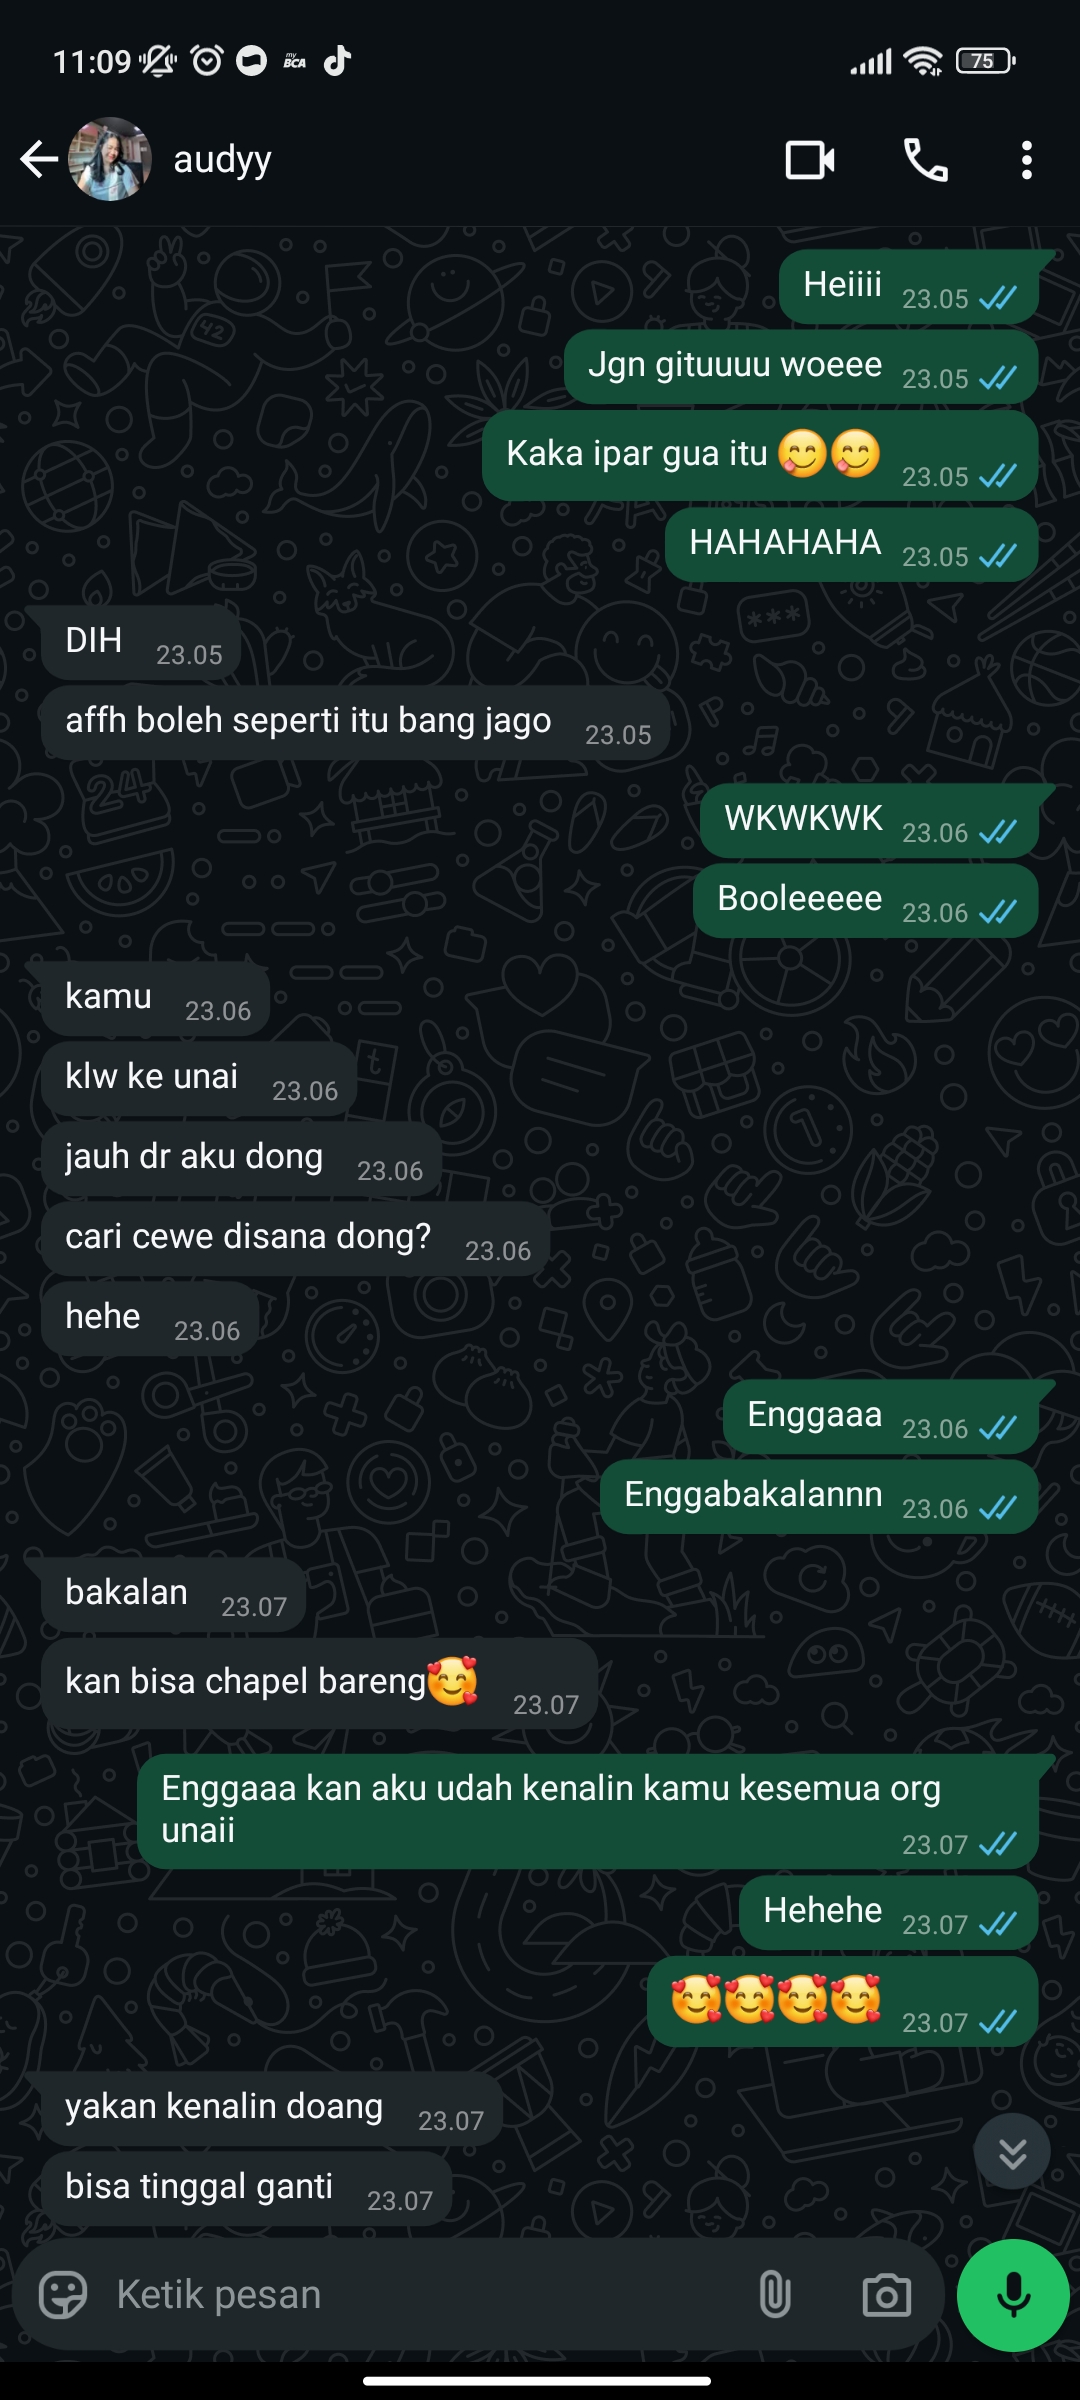 11:09
my
BCA
75
audyy
Heiiii 23.05
Jgn gituuuu woeee 23.05
Kaka ipar gua itu 😋😋 23.05
HAHAHAHA 23.05
DIH 23.05
affh boleh seperti itu bang jago 23.05
WKWKWK 23.06
Booleeeee 23.06
kamu 23.06
klw ke unai 23.06
jauh dr aku dong 23.06
cari cewe disana dong? 23.06
hehe 23.06
Enggaaa 23.06
Enggabakalannn 23.06
bakalan 23.07
kan bisa chapel bareng🥰 23.07
Enggaaa kan aku udah kenalin kamu kesemua org
unaii 23.07
Hehehe 23.07
🥰🥰🥰🥰 23.07
yakan kenalin doang 23.07
bisa tinggal ganti 23.07
Ketik pesan